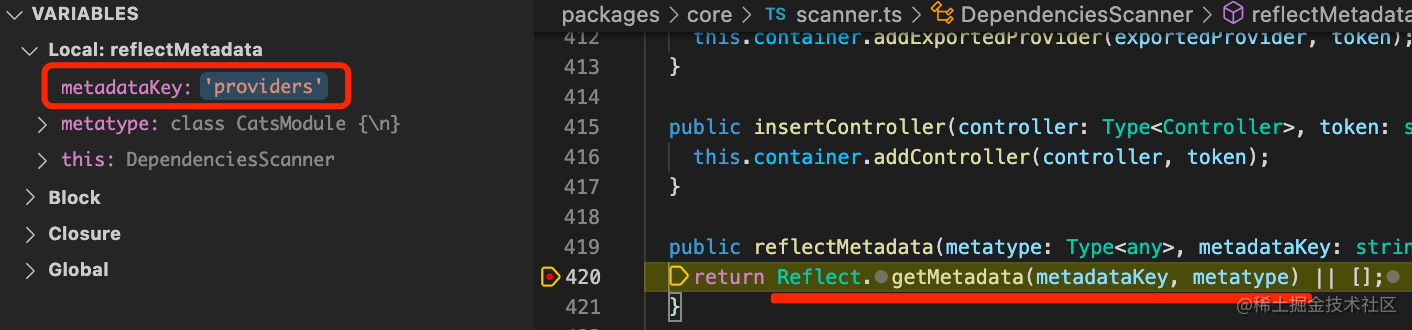 VARIABLES
Local: reflectMetadata
metadataKey: 'providers'
metatype: class CatsModule {\n}
this: DependenciesScanner
Block
Closure
Global
packages > core > TS scanner.ts > DependenciesScanner > reflectMetadata
412 this.container.addExportedProvider(exportedProvider, token);
413 }
414
415 public insertController(controller: Type<Controller>, token: s
416 this.container.addController(controller, token);
417 }
418
419 public reflectMetadata(metatype: Type<any>, metadataKey: strin
420 return Reflect.getMetadata(metadataKey, metatype) || [];
421 }
@稀土掘金技术社区